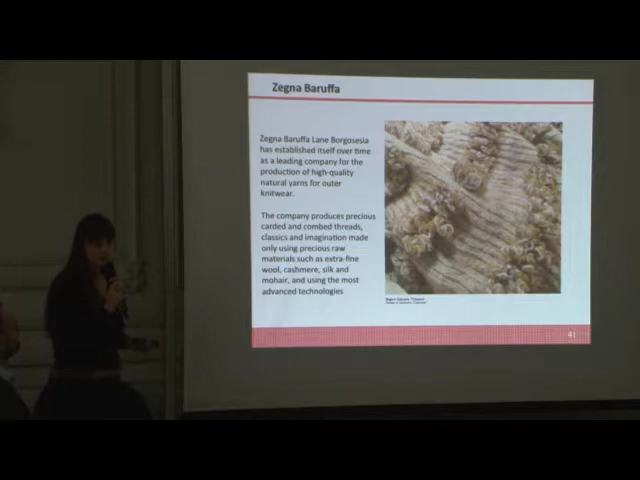 Zegna Baruffa
Zegna Baruffa Lane Borgosesia
has established itself over time
as a leading company for the
production of high-quality
natural yarns for outer
knitwear.
The company produces precious
carded and combed threads,
classics and imagination made
only using precious raw
materials such as extra-fine
wool, cashmere, silk and
mohair, and using the most
advanced technologies
41